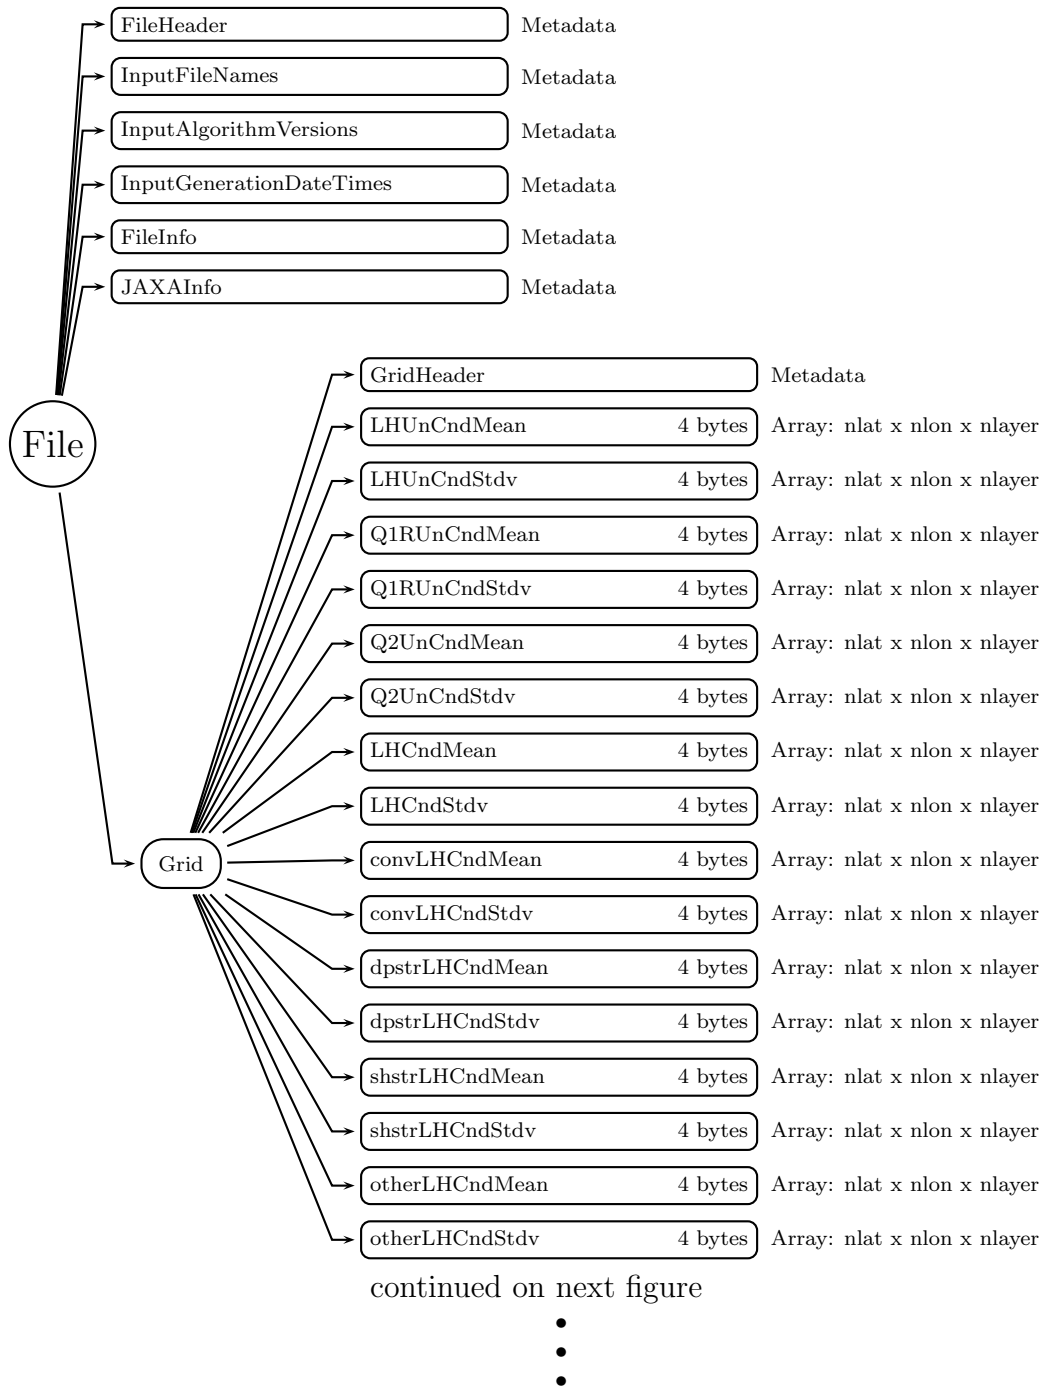 FileHeader Metadata
InputFileNames Metadata
InputAlgorithmVersions Metadata
InputGenerationDateTimes Metadata
FileInfo Metadata
JAXAInfo Metadata
File
GridHeader Metadata
LHUnCndMean 4 bytes Array: nlat x nlon x nlayer
LHUnCndStdv 4 bytes Array: nlat x nlon x nlayer
Q1RUnCndMean 4 bytes Array: nlat x nlon x nlayer
Q1RUnCndStdv 4 bytes Array: nlat x nlon x nlayer
Q2UnCndMean 4 bytes Array: nlat x nlon x nlayer
Q2UnCndStdv 4 bytes Array: nlat x nlon x nlayer
LHCndMean 4 bytes Array: nlat x nlon x nlayer
LHCndStdv 4 bytes Array: nlat x nlon x nlayer
Grid
convLHCndMean 4 bytes Array: nlat x nlon x nlayer
convLHCndStdv 4 bytes Array: nlat x nlon x nlayer
dpstrLHCndMean 4 bytes Array: nlat x nlon x nlayer
dpstrLHCndStdv 4 bytes Array: nlat x nlon x nlayer
shstrLHCndMean 4 bytes Array: nlat x nlon x nlayer
shstrLHCndStdv 4 bytes Array: nlat x nlon x nlayer
otherLHCndMean 4 bytes Array: nlat x nlon x nlayer
otherLHCndStdv 4 bytes Array: nlat x nlon x nlayer
continued on next figure